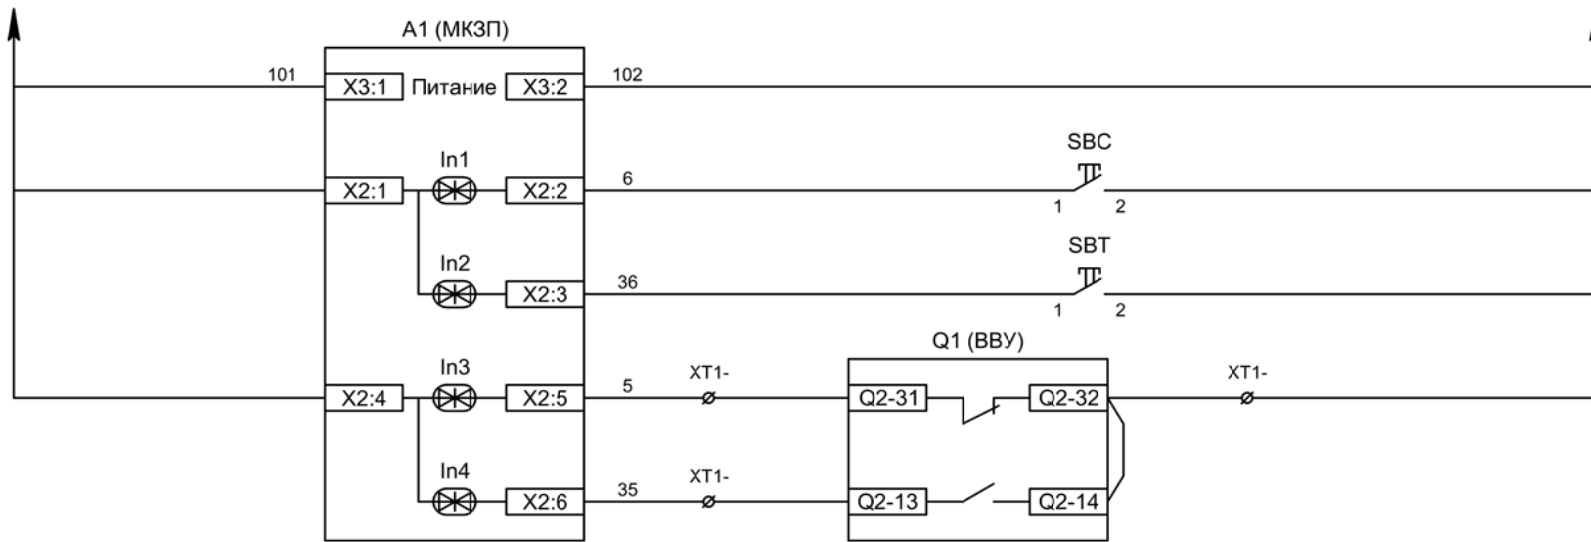 A1 (МКЗП)
101 X3:1 Питание X3:2 102
In1 SBC
X2:1 X2:2 6 1 2
In2 SBT
X2:3 36 1 2
Q1 (ВВУ)
In3 XT1- XT1-
X2:4 X2:5 5 Q2-31 Q2-32
In4 XT1-
X2:6 35 Q2-13 Q2-14